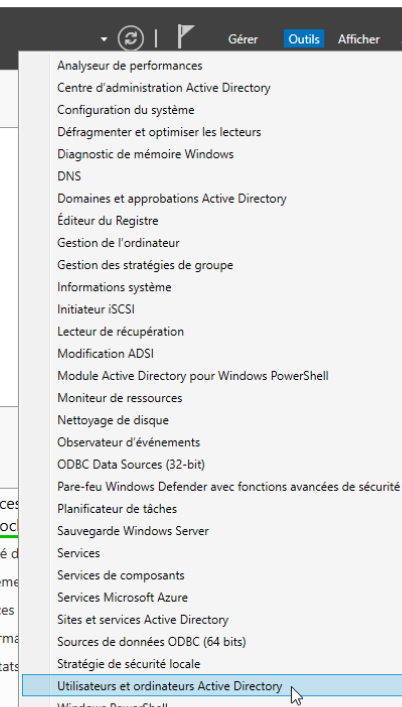 Gérer Outils Afficher
Analyseur de performances
Centre d'administration Active Directory
Configuration du système
Défragmenter et optimiser les lecteurs
Diagnostic de mémoire Windows
DNS
Domaines et approbations Active Directory
Éditeur du Registre
Gestion de l'ordinateur
Gestion des stratégies de groupe
Informations système
Initiateur iSCSI
Lecteur de récupération
Modification ADSI
Module Active Directory pour Windows PowerShell
Moniteur de ressources
Nettoyage de disque
Observateur d'événements
ODBC Data Sources (32-bit)
Pare-feu Windows Defender avec fonctions avancées de sécurité
Planificateur de tâches
Sauvegarde Windows Server
Services
Services de composants
Services Microsoft Azure
Sites et services Active Directory
Sources de données ODBC (64 bits)
Stratégie de sécurité locale
Utilisateurs et ordinateurs Active Directory
Windows PowerShell